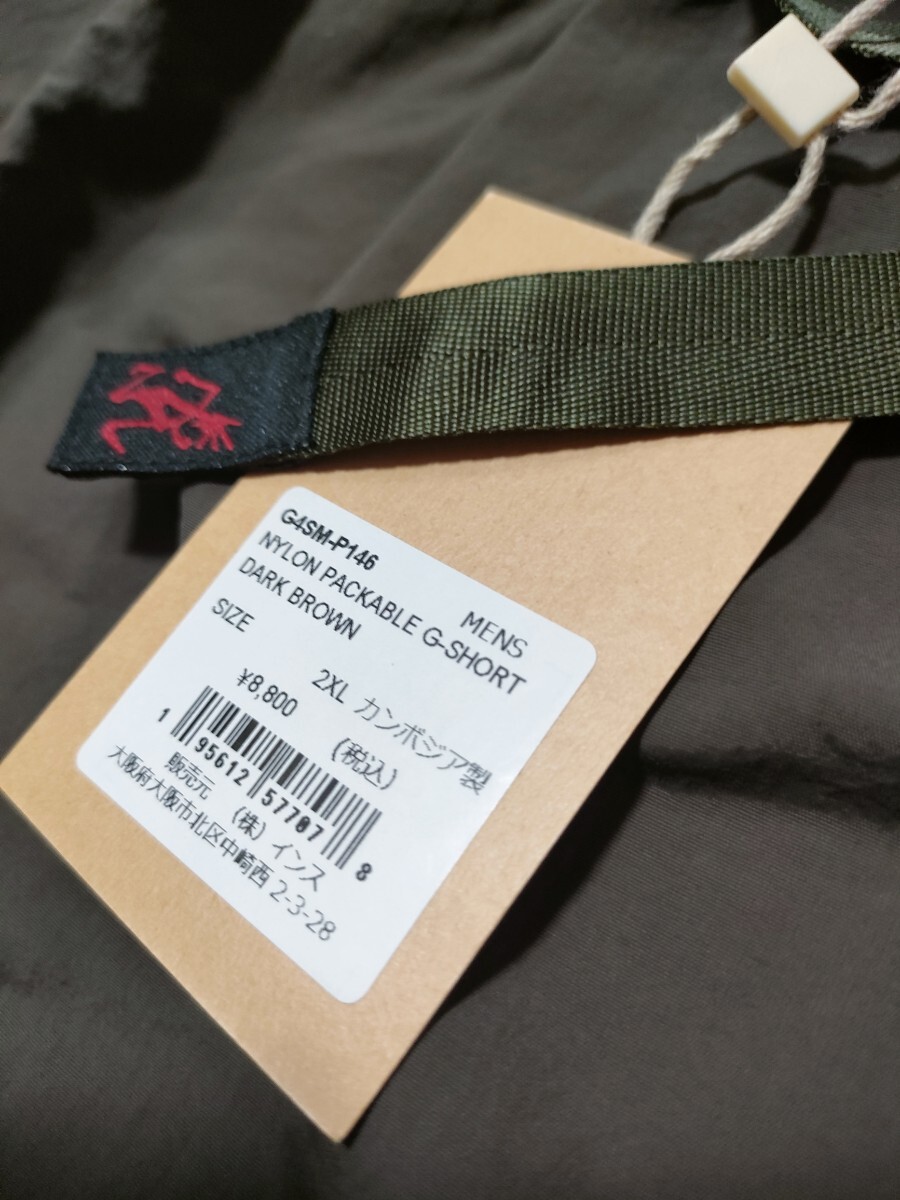 G4SM-P146
MENS
NYLON PACKABLE G-SHORT
DARK BROWN
SIZE 2XL カンボジア製
¥8,800 (税込)
1 95612 57707 8
販売元 (株) インス
大阪府大阪市北区中崎西 2-3-28